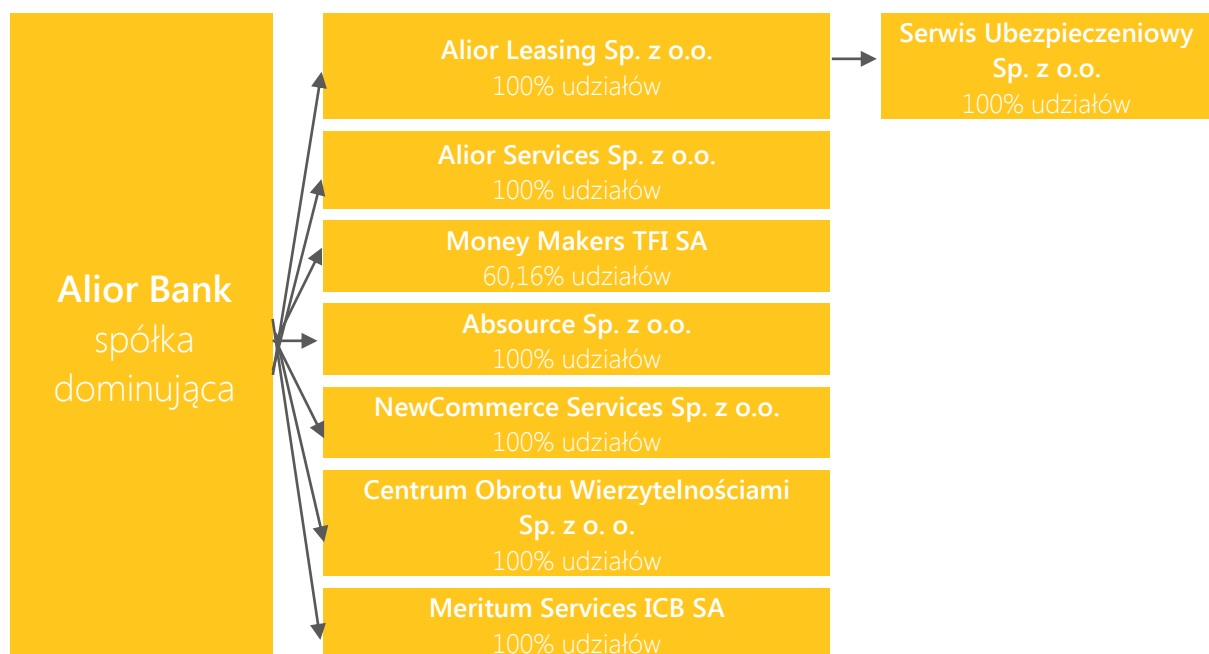 Alior Bank
spółka
dominująca
Alior Leasing Sp. z o.o.
100% udziałów
Serwis Ubezpieczeniowy
Sp. z o.o.
100% udziałów
Alior Services Sp. z o.o.
100% udziałów
Money Makers TFI SA
60,16% udziałów
Absource Sp. z o.o.
100% udziałów
NewCommerce Services Sp. z o.o.
100% udziałów
Centrum Obrotu Wierzytelnościami
Sp. z o. o.
100% udziałów
Meritum Services ICB SA
100% udziałów